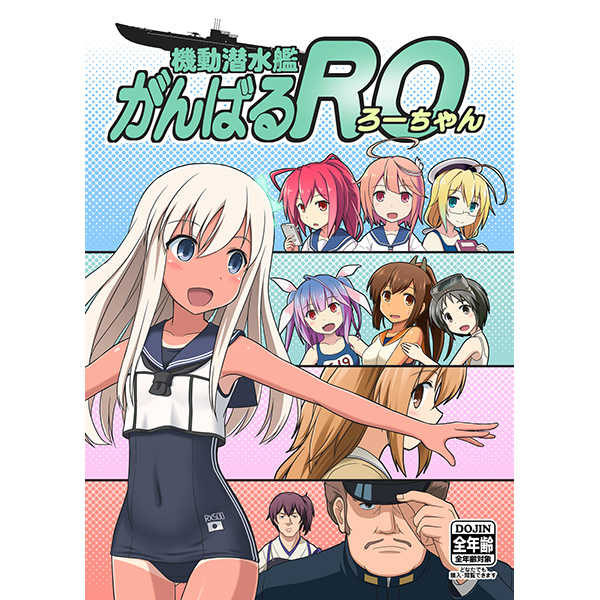 機動潜水艦
がんばるRO
ろーちゃん
19
RX500
DOJIN
全年齢
全年齢対象
どなたでも
購入・閲覧できます